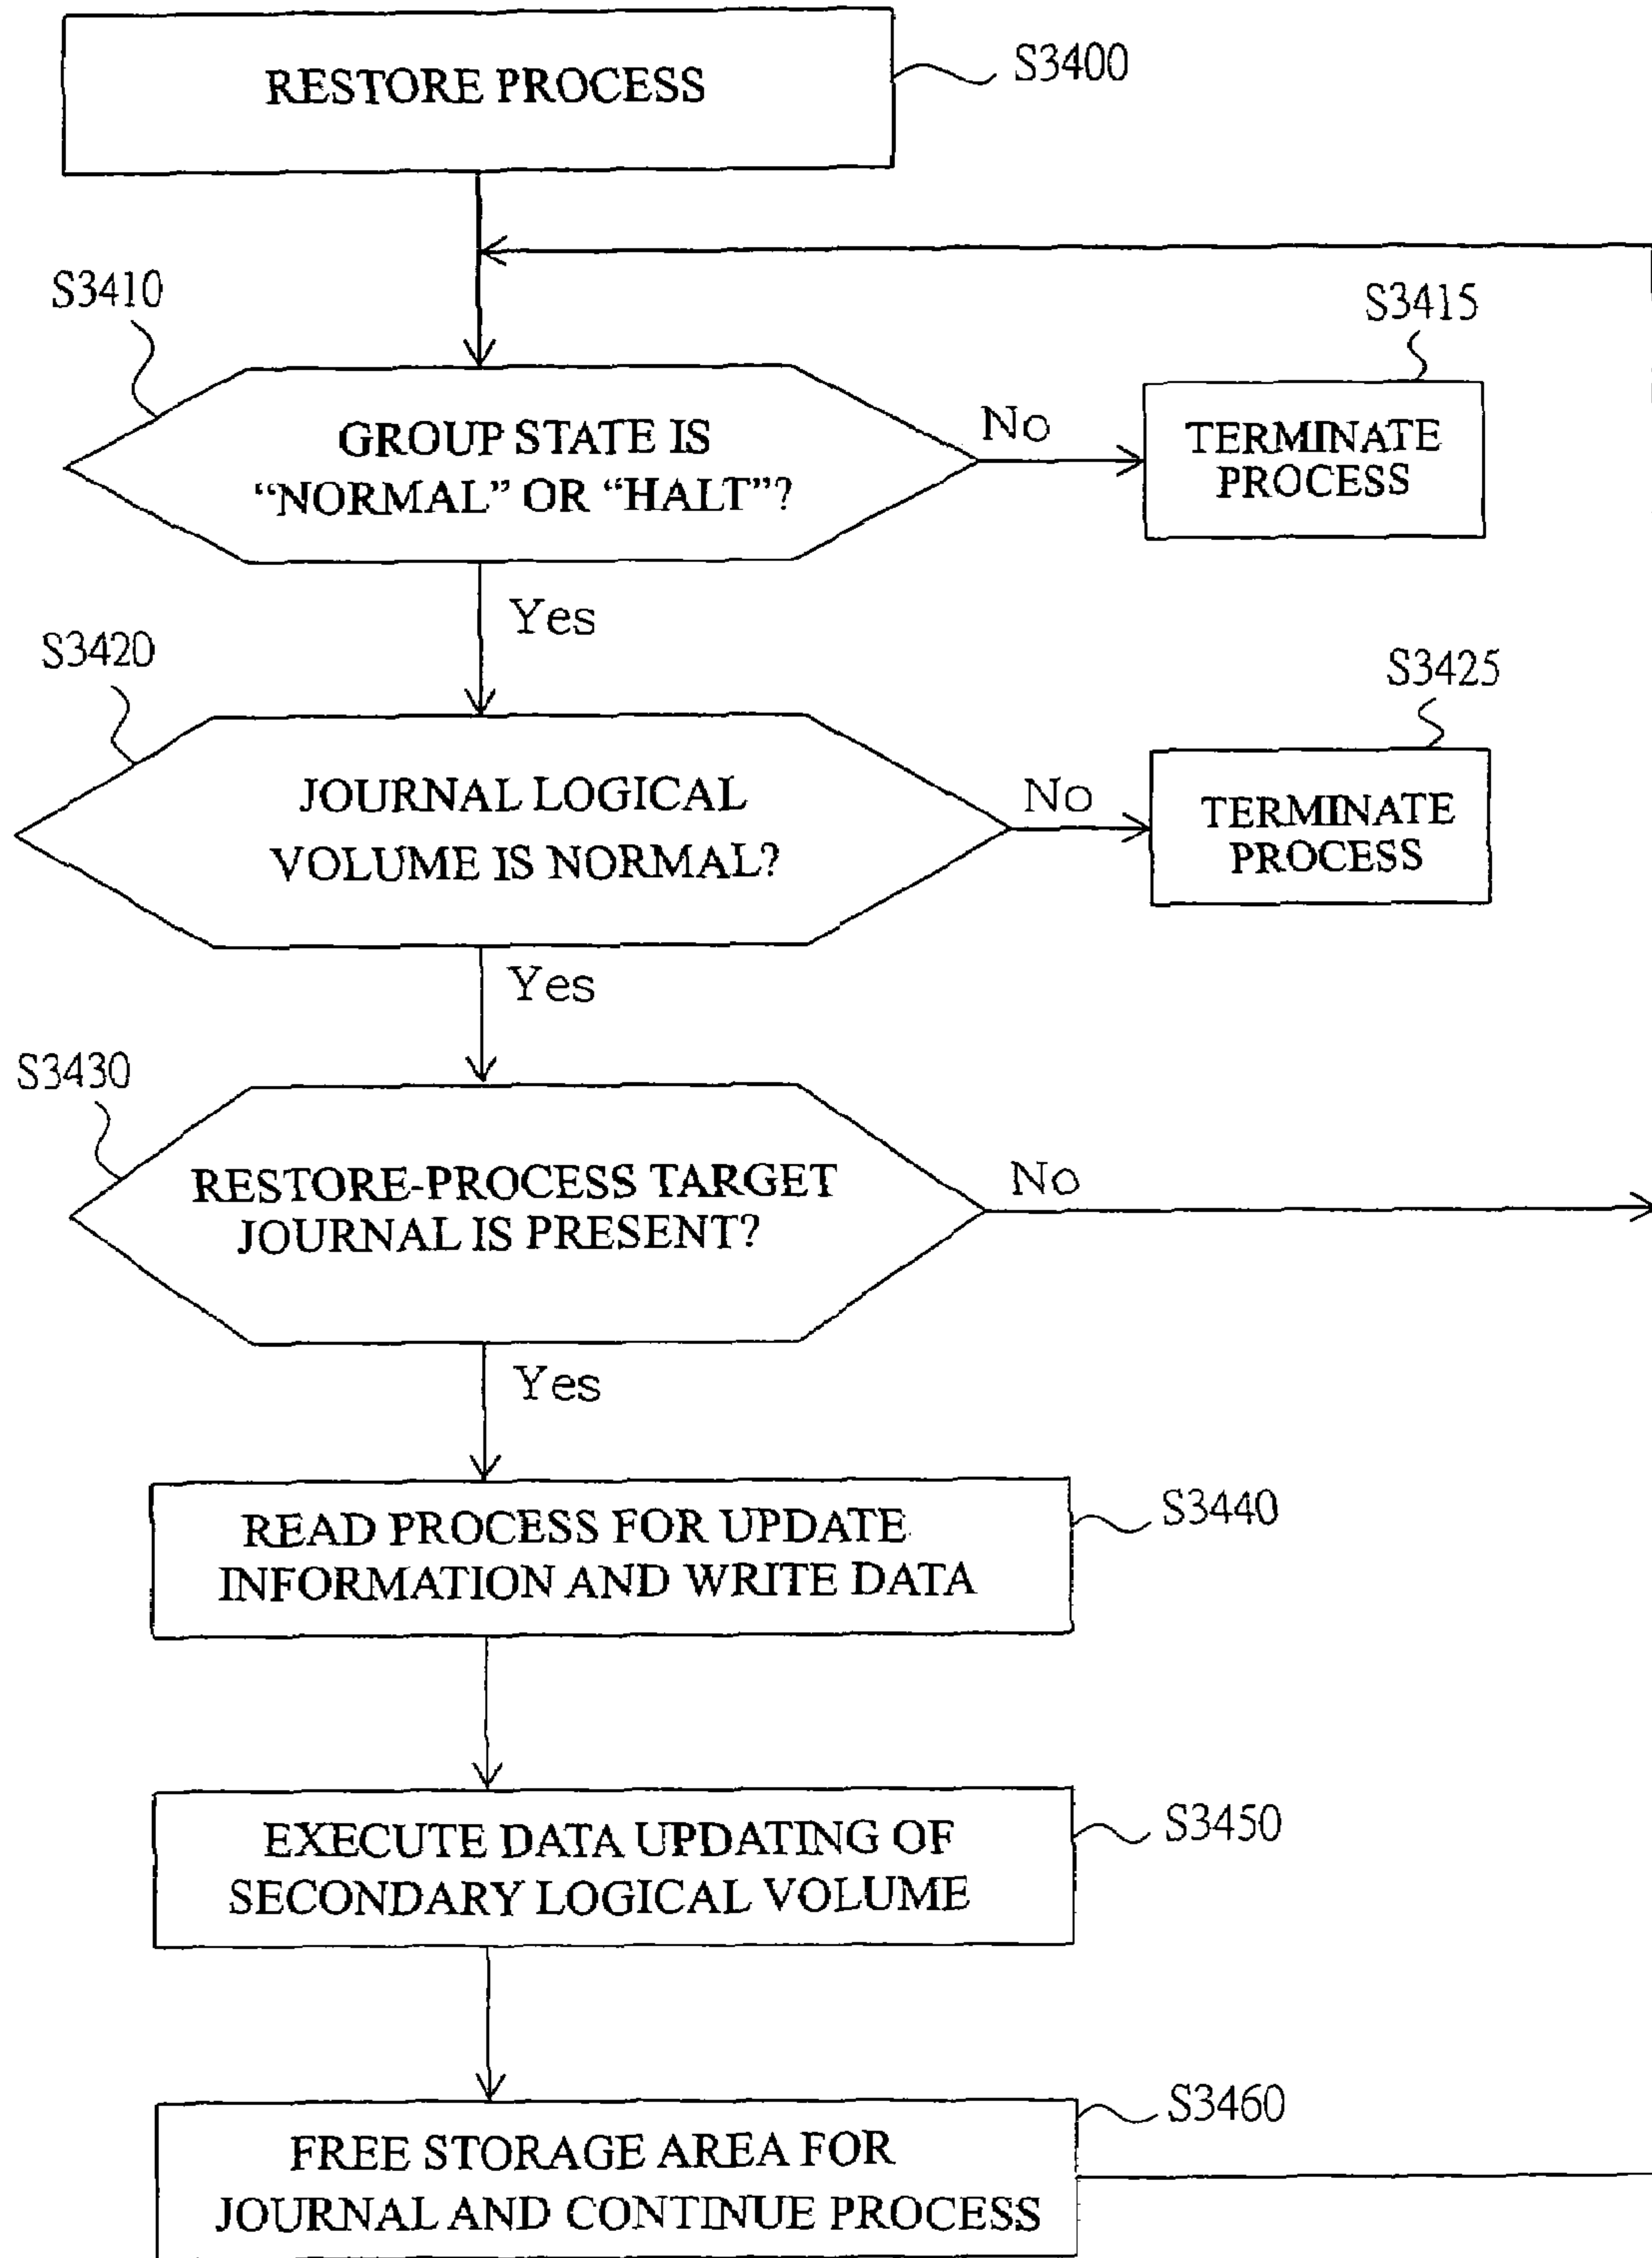 RESTORE PROCESS
S3400
S3410
S3415
GROUP STATE IS
“NORMAL” OR “HALT”?
No
TERMINATE
PROCESS
Yes
S3420
S3425
JOURNAL LOGICAL
VOLUME IS NORMAL?
No
TERMINATE
PROCESS
Yes
S3430
RESTORE-PROCESS TARGET
JOURNAL IS PRESENT?
No
Yes
READ PROCESS FOR UPDATE
INFORMATION AND WRITE DATA
S3440
EXECUTE DATA UPDATING OF
SECONDARY LOGICAL VOLUME
S3450
FREE STORAGE AREA FOR
JOURNAL AND CONTINUE PROCESS
S3460